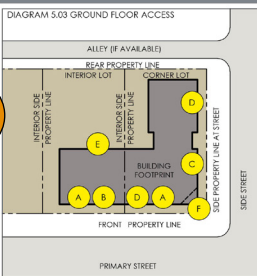 DIAGRAM 5.03 GROUND FLOOR ACCESS
ALLEY (IF AVAILABLE)
REAR PROPERTY LINE
INTERIOR LOT
CORNER LOT
INTERIOR SIDE
PROPERTY LINE
INTERIOR SIDE
PROPERTY LINE
D
E
BUILDING
FOOTPRINT
C
SIDE PROPERTY LINE AT STREET
SIDE STREET
A
B
D
A
F
FRONT PROPERTY LINE
PRIMARY STREET